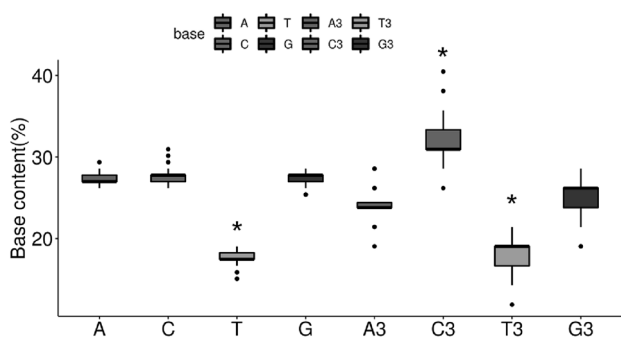 base A T A3 T3
C G C3 G3
*
40
30
* *
20
Base content(%)
A C T G A3 C3 T3 G3